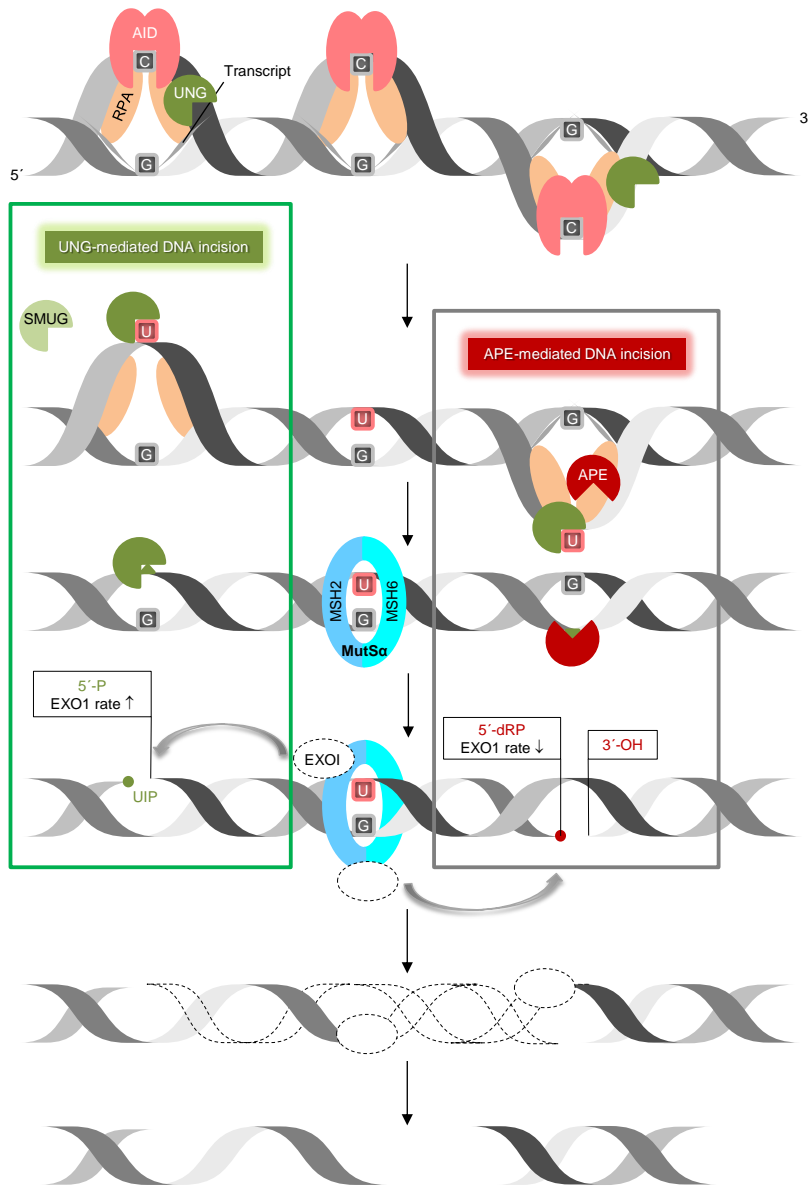 AID
C
C
Transcript
UNG
RPA
3
G
G
G
5´
C
UNG-mediated DNA incision
SMUG
U
APE-mediated DNA incision
U
G
G
G
APE
U
U
G
MSH2
MSH6
G
G
MutSα
5´-P
EXO1 rate ↑
5´-dRP
EXO1 rate ↓
3´-OH
EXOI
U
UIP
G